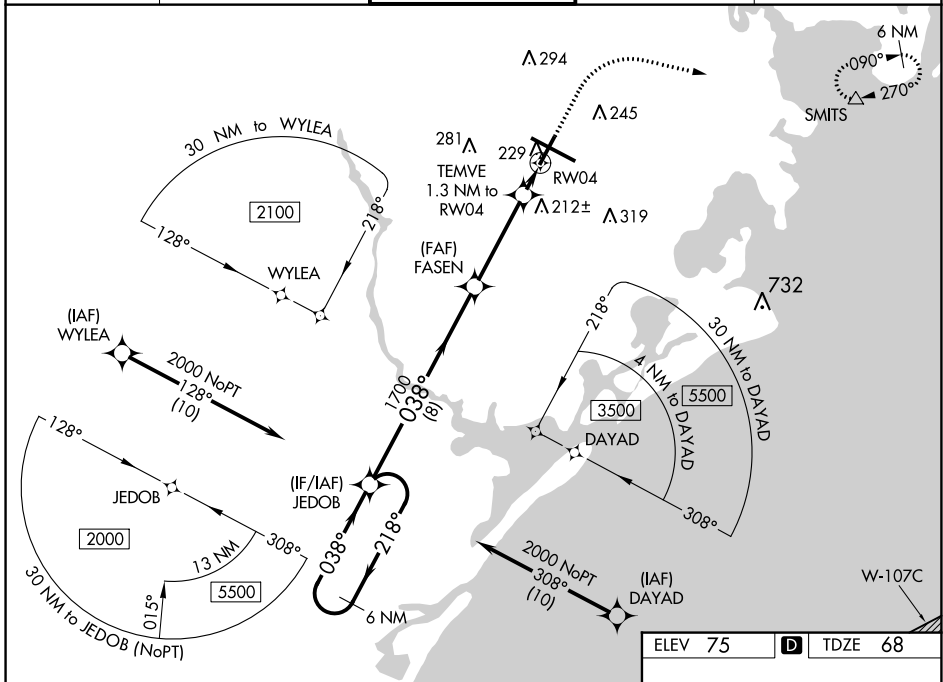 6 NM
090°
270°
SMITS
294
245
281
229
RW04
TEMVE
1.3 NM to
RW04
212±
319
30 NM to WYLEA
2100
218°
128°
WYLEA
(FAF)
FASEN
732
(IAF)
WYLEA
2000 NoPT
128°
(10)
1700
038°
(8)
218°
30 NM to DAYAD
4 NM to DAYAD
5500
3500
DAYAD
308°
128°
JEDOB
(IF/IAF)
JEDOB
2000
13 NM
308°
5500
015°
30 NM to JEDOB (NoPT)
038°
218°
6 NM
2000 NoPT
308°
(10)
(IAF)
DAYAD
W-107C
ELEV 75 D TDZE 68